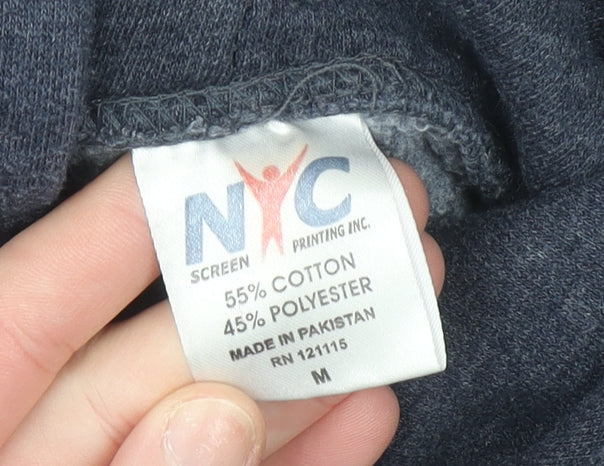 NYC
SCREEN PRINTING INC.
55% COTTON
45% POLYESTER
MADE IN PAKISTAN
RN 121115
M